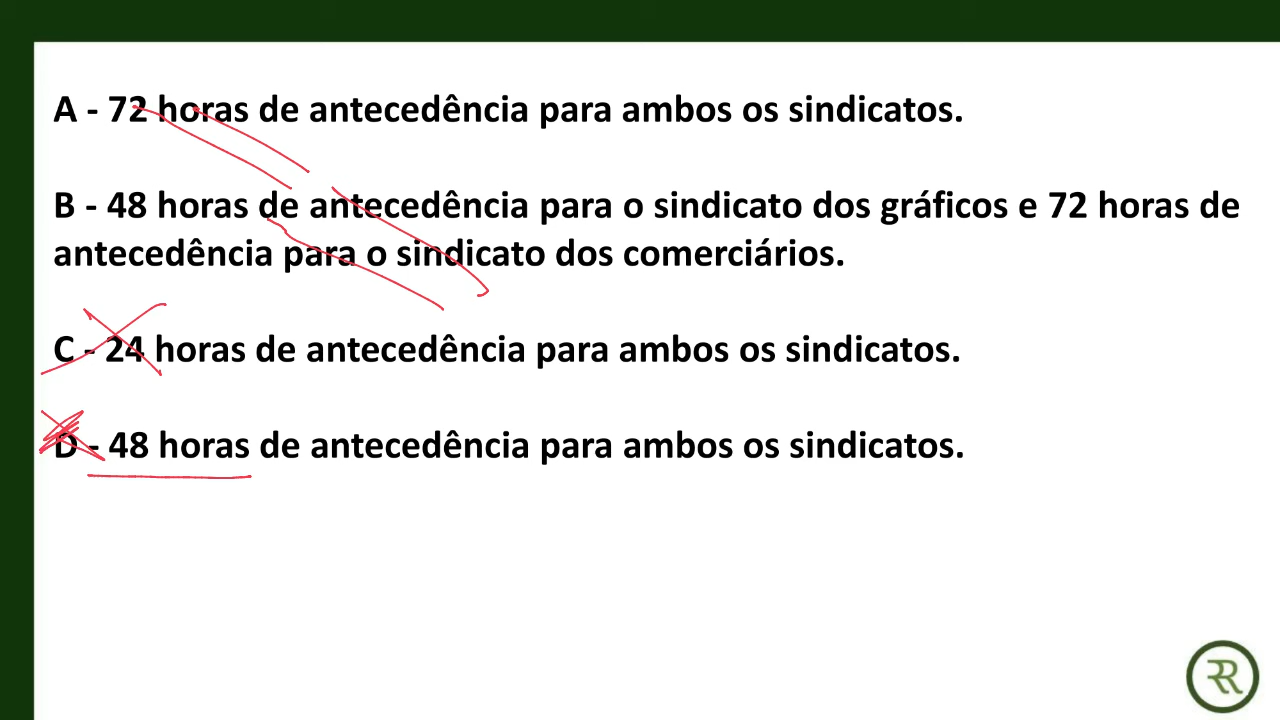 A - 72 horas de antecedência para ambos os sindicatos.
B - 48 horas de antecedência para o sindicato dos gráficos e 72 horas de
antecedência para o sindicato dos comerciários.
C - 24 horas de antecedência para ambos os sindicatos.
D - 48 horas de antecedência para ambos os sindicatos.
RR